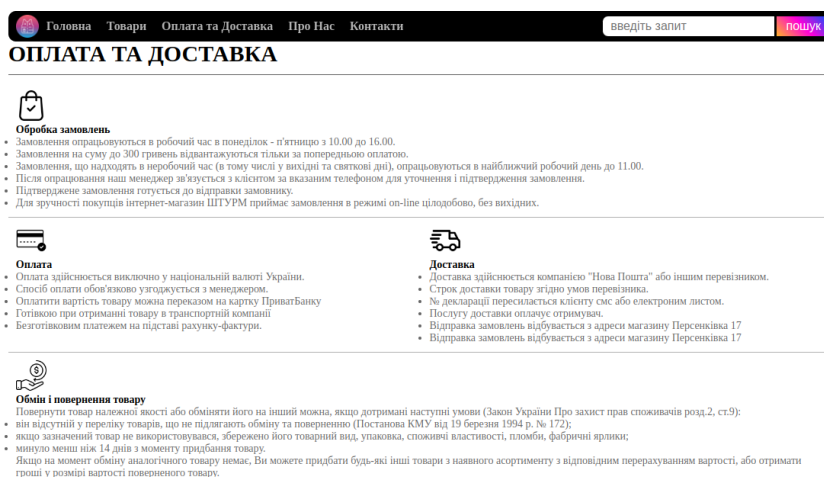 Головна Товари Оплата та Доставка Про Нас Контакти введіть запит пошук
ОПЛАТА ТА ДОСТАВКА
Обробка замовлень
Замовлення опрацьовуються в робочий час в понеділок - п'ятницю з 10.00 до 16.00.
Замовлення на суму до 300 гривень відвантажуються тільки за попередньою оплатою.
Замовлення, що надходять в неробочий час (в тому числі у вихідні та святкові дні), опрацьовуються в найближчий робочий день до 11.00.
Після опрацювання наш менеджер зв'язується з клієнтом за вказаним телефоном для уточнення і підтвердження замовлення.
Підтверджене замовлення готується до відправки замовнику.
Для зручності покупців інтернет-магазин ШТУРМ приймає замовлення в режимі on-line цілодобово, без вихідних.
Оплата
Оплата здійснюється виключно у національній валюті України.
Спосіб оплати обов'язково узгоджується з менеджером.
Оплатити вартість товару можна переказом на картку ПриватБанку
Готівкою при отриманні товару в транспортній компанії
Безготівковим платежем на підставі рахунку-фактури.
Доставка
Доставка здійснюється компанією "Нова Пошта" або іншим перевізником.
Строк доставки товару згідно умов перевізника.
№ декларації пересилається клієнту смс або електроним листом.
Послугу доставки оплачує отримувач.
Відправка замовлень відбувається з адреси магазину Персенківка 17
Відправка замовлень відбувається з адреси магазину Персенківка 17
Обмін і повернення товару
Повернути товар належної якості або обміняти його на інший можна, якщо дотримані наступні умови (Закон України Про захист прав споживачів розд.2, ст.9):
він відсутній у переліку товарів, що не підлягають обміну та поверненню (Постанова КМУ від 19 березня 1994 р. № 172);
якщо зазначений товар не використовувався, збережено його товарний вид, упаковка, споживчі властивості, пломби, фабричні ярлики;
минуло менш ніж 14 днів з моменту придбання товару.
Якщо на момент обміну аналогічного товару немає, Ви можете придбати будь-які інші товари з наявного асортименту з відповідним перерахуванням вартості, або отримати
гроші у розмірі вартості поверненого товару.